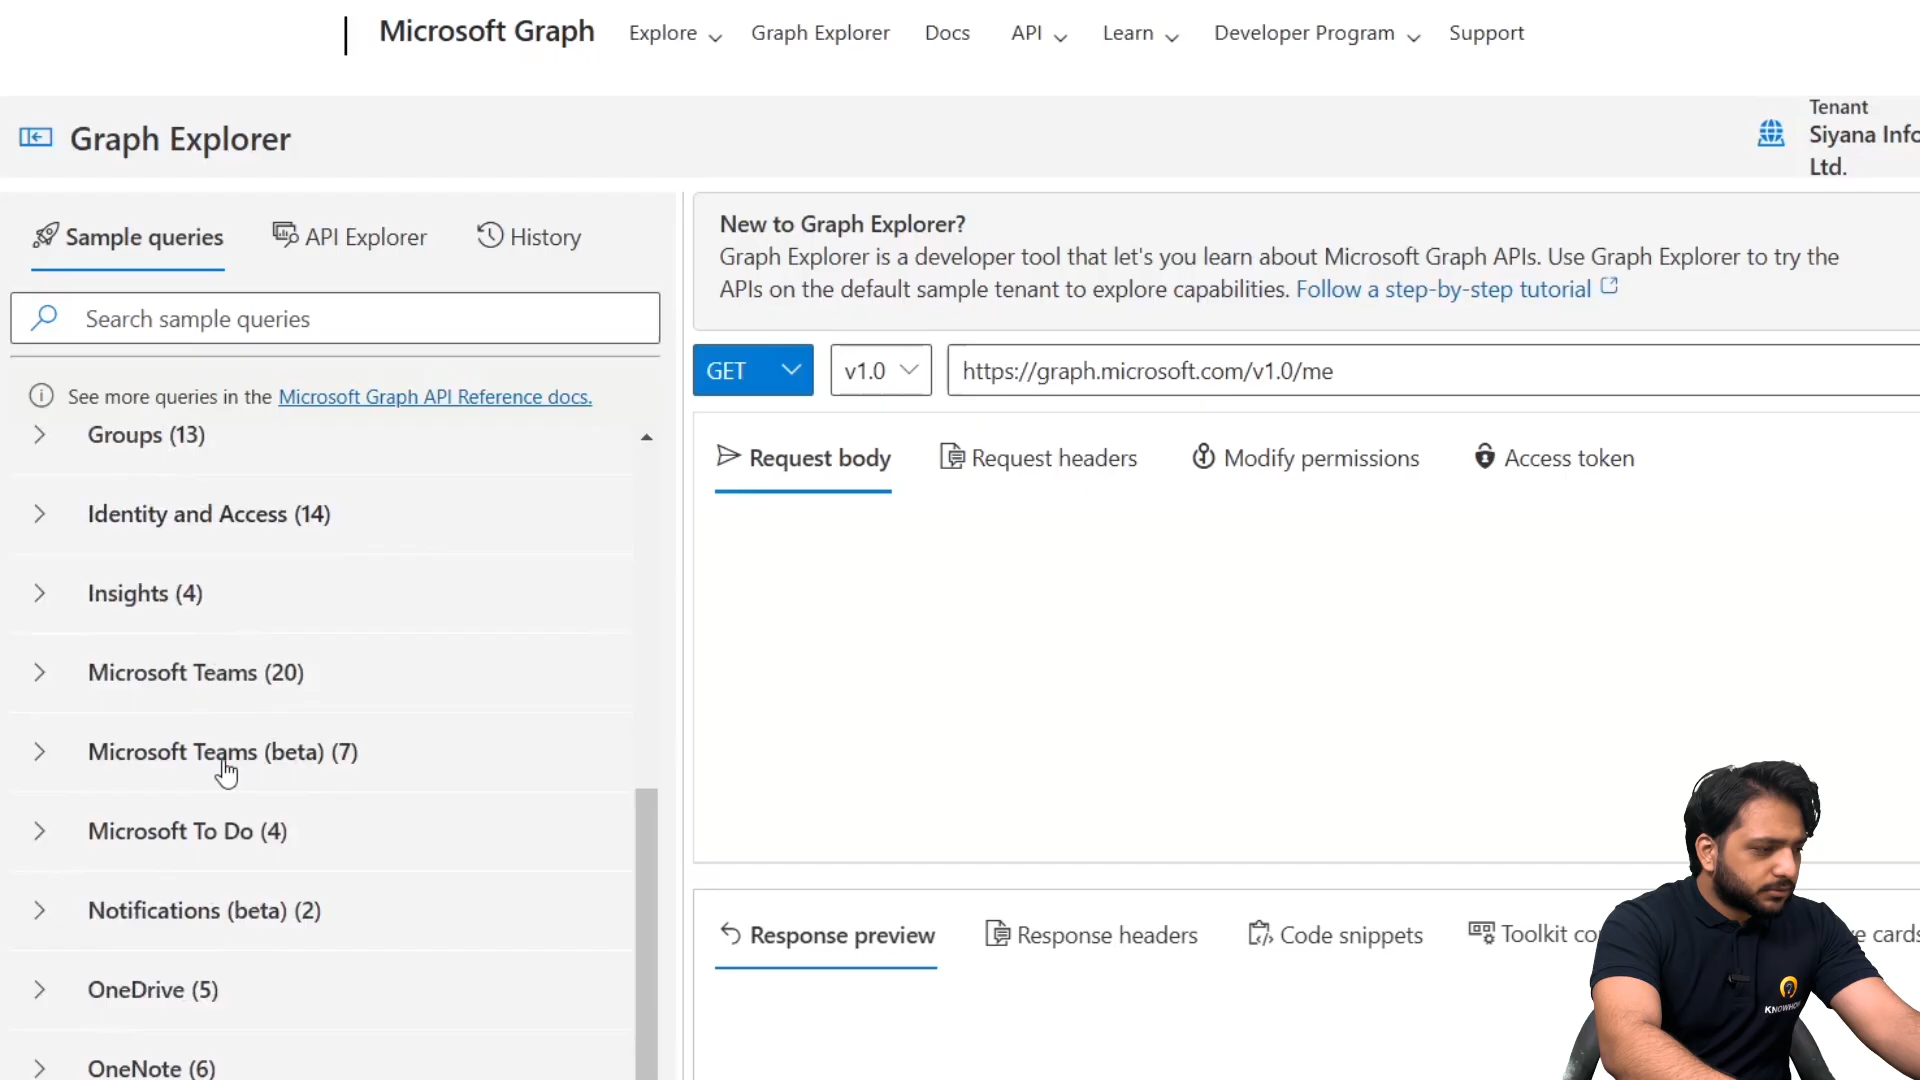 Microsoft Graph
Explore
Graph Explorer
Docs
API
Learn
Developer Program
Support
Graph Explorer
Tenant
Siyana Info
Ltd.
Sample queries
API Explorer
History
Search sample queries
See more queries in the Microsoft Graph API Reference docs.
Groups (13)
Identity and Access (14)
Insights (4)
Microsoft Teams (20)
Microsoft Teams (beta) (7)
Microsoft To Do (4)
Notifications (beta) (2)
OneDrive (5)
OneNote (6)
New to Graph Explorer?
Graph Explorer is a developer tool that let's you learn about Microsoft Graph APIs. Use Graph Explorer to try the
APIs on the default sample tenant to explore capabilities. Follow a step-by-step tutorial
GET
v1.0
https://graph.microsoft.com/v1.0/me
Request body
Request headers
Modify permissions
Access token
Response preview
Response headers
Code snippets
Toolkit co
e cards